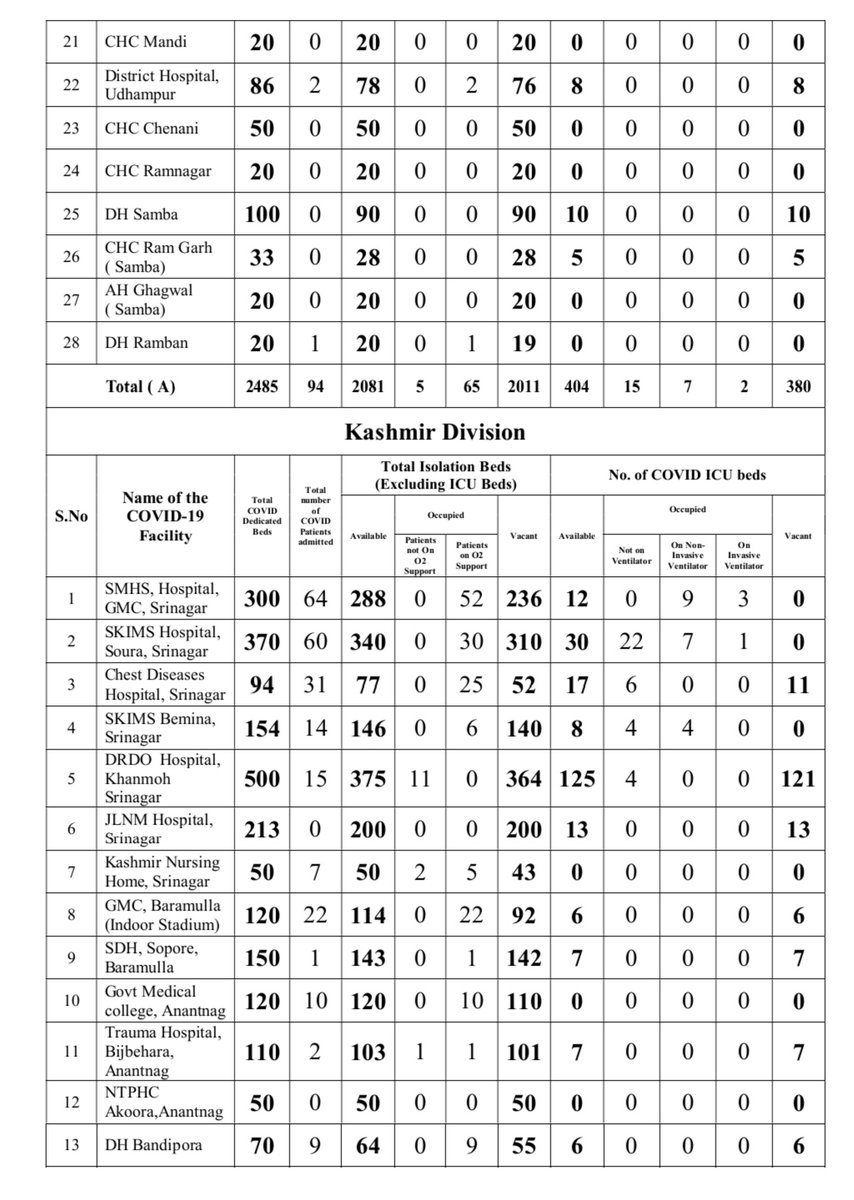 21 CHC Mandi 20 0 20 0 0 20 0 0 0 0 0
22 District Hospital, Udhampur 86 2 78 0 2 76 8 0 0 0 8
23 CHC Chenani 50 0 50 0 0 50 0 0 0 0 0
24 CHC Ramnagar 20 0 20 0 0 20 0 0 0 0 0
25 DH Samba 100 0 90 0 0 90 10 0 0 0 10
26 CHC Ram Garh ( Samba) 33 0 28 0 0 28 5 0 0 0 5
27 AH Ghagwal ( Samba) 20 0 20 0 0 20 0 0 0 0 0
28 DH Ramban 20 1 20 0 1 19 0 0 0 0 0
Total ( A) 2485 94 2081 5 65 2011 404 15 7 2 380
Kashmir Division
S.No
Name of the
COVID-19
Facility
Total
COVID
Dedicated
Beds
Total
number
of
COVID
Patients
admitted
Total Isolation Beds
(Excluding ICU Beds)
Available
Occupied
Patients
not On
O2
Support
Patients
on O2
Support
Vacant
No. of COVID ICU beds
Available
Occupied
Not on
Ventilator
On Non-
Invasive
Ventilator
On
Invasive
Ventilator
Vacant
1 SMHS, Hospital, GMC, Srinagar 300 64 288 0 52 236 12 0 9 3 0
2 SKIMS Hospital, Soura, Srinagar 370 60 340 0 30 310 30 22 7 1 0
3 Chest Diseases Hospital, Srinagar 94 31 77 0 25 52 17 6 0 0 11
4 SKIMS Bemina, Srinagar 154 14 146 0 6 140 8 4 4 0 0
5 DRDO Hospital, Khanmoh Srinagar 500 15 375 11 0 364 125 4 0 0 121
6 JLNM Hospital, Srinagar 213 0 200 0 0 200 13 0 0 0 13
7 Kashmir Nursing Home, Srinagar 50 7 50 2 5 43 0 0 0 0 0
8 GMC, Baramulla (Indoor Stadium) 120 22 114 0 22 92 6 0 0 0 6
9 SDH, Sopore, Baramulla 150 1 143 0 1 142 7 0 0 0 7
10 Govt Medical college, Anantnag 120 10 120 0 10 110 0 0 0 0 0
11 Trauma Hospital, Bijbehara, Anantnag 110 2 103 1 1 101 7 0 0 0 7
12 NTPHC Akoora,Anantnag 50 0 50 0 0 50 0 0 0 0 0
13 DH Bandipora 70 9 64 0 9 55 6 0 0 0 6